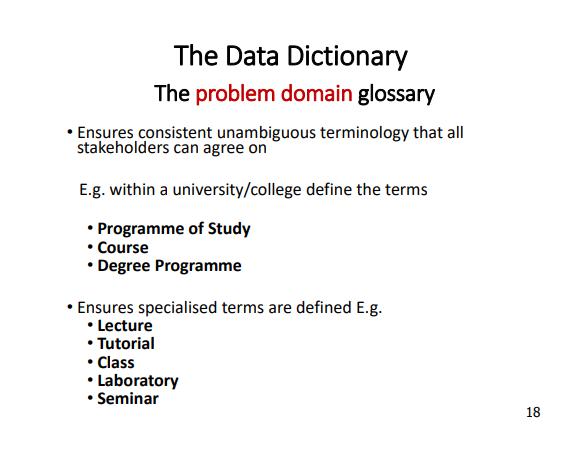 The Data Dictionary
The problem domain glossary
• Ensures consistent unambiguous terminology that all
stakeholders can agree on
E.g. within a university/college define the terms
• Programme of Study
• Course
• Degree Programme
• Ensures specialised terms are defined E.g.
• Lecture
• Tutorial
• Class
• Laboratory
• Seminar
18